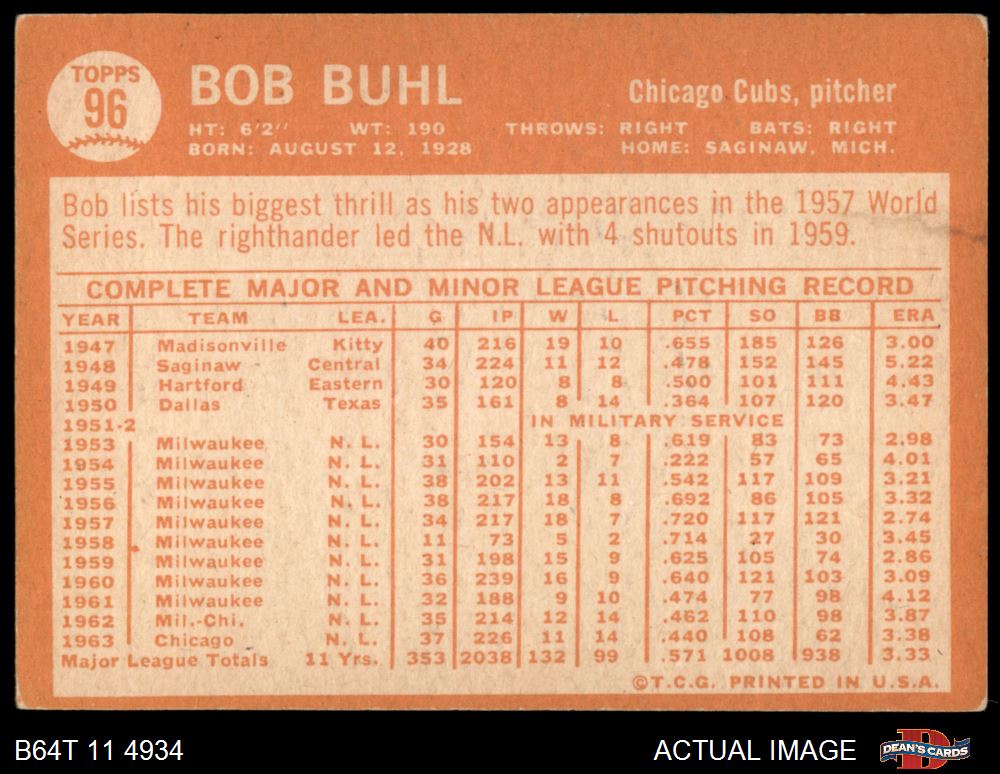 TOPPS
96
BOB BUHL
Chicago Cubs, pitcher
HT: 6'2" WT: 190 THROWS: RIGHT BATS: RIGHT
BORN: AUGUST 12, 1928 HOME: SAGINAW, MICH.
Bob lists his biggest thrill as his two appearances in the 1957 World
Series. The righthander led the N.L. with 4 shutouts in 1959.
COMPLETE MAJOR AND MINOR LEAGUE PITCHING RECORD
YEAR TEAM LEA. G IP W L PCT SO BB ERA
1947 Madisonville Kitty 40 216 19 10 .655 185 126 3.00
1948 Saginaw Central 34 224 11 12 .478 152 145 5.22
1949 Hartford Eastern 30 120 8 8 .500 101 111 4.43
1950 Dallas Texas 35 161 8 14 .364 107 120 3.47
1951-2 IN MILITARY SERVICE
1953 Milwaukee N. L. 30 154 13 8 .619 83 73 2.98
1954 Milwaukee N. L. 31 110 2 7 .222 57 65 4.01
1955 Milwaukee N. L. 38 202 13 11 .542 117 109 3.21
1956 Milwaukee N. L. 38 217 18 8 .692 86 105 3.32
1957 Milwaukee N. L. 34 217 18 7 .720 117 121 2.74
1958 Milwaukee N. L. 11 73 5 2 .714 27 30 3.45
1959 Milwaukee N. L. 31 198 15 9 .625 105 74 2.86
1960 Milwaukee N. L. 36 239 16 9 .640 121 103 3.09
1961 Milwaukee N. L. 32 188 9 10 .474 77 98 4.12
1962 Mil.-Chi. N. L. 35 214 12 14 .462 110 98 3.87
1963 Chicago N. L. 37 226 11 14 .440 108 62 3.38
Major League Totals 11 Yrs. 353 2038 132 99 .571 1008 938 3.33
©T.C.G. PRINTED IN U.S.A.
B64T 11 4934 ACTUAL IMAGE
DEAN'S CARDS